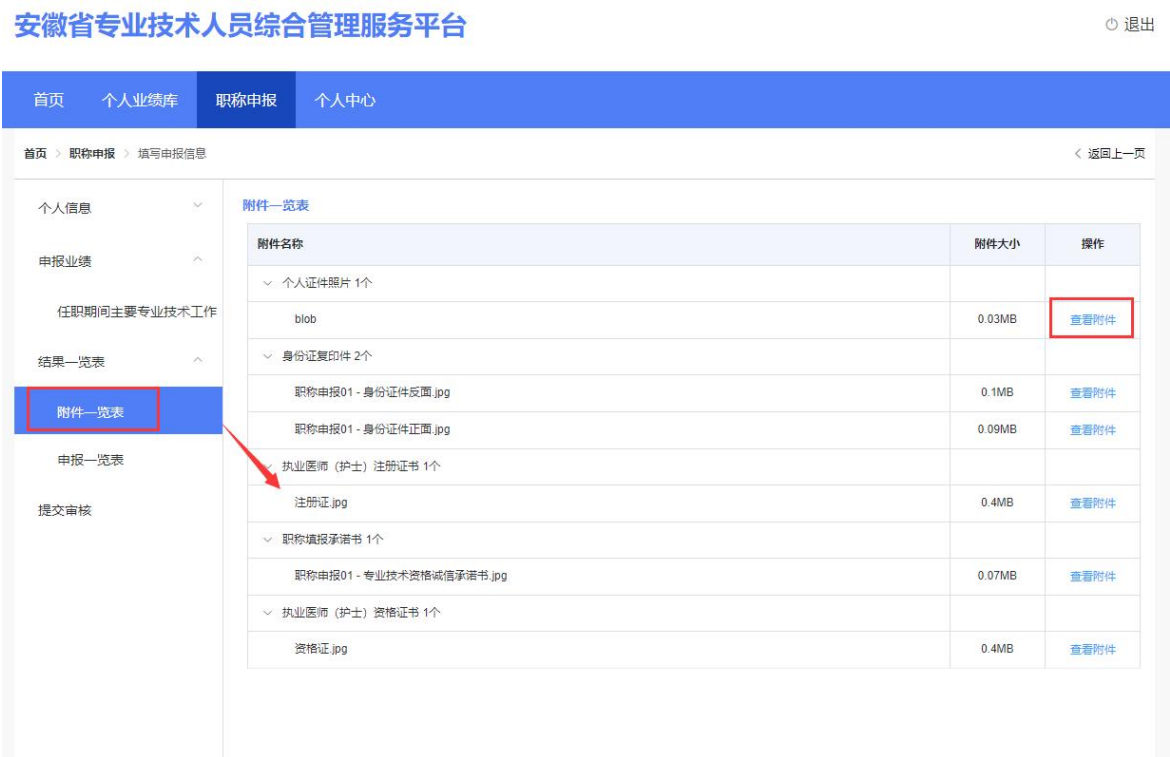 安徽省专业技术人员综合管理服务平台
退出
首页 个人业绩库 职称申报 个人中心
首页 > 职称申报 > 填写申报信息
< 返回上一页
个人信息
申报业绩
任职期间主要专业技术工作
结果一览表
附件一览表
申报一览表
提交审核
附件一览表
附件名称 附件大小 操作
个人证件照片 1个
blob 0.03MB 查看附件
身份证复印件 2个
职称申报01 - 身份证件反面.jpg 0.1MB 查看附件
职称申报01 - 身份证件正面.jpg 0.09MB 查看附件
执业医师（护士）注册证书 1个
注册证.jpg 0.4MB 查看附件
职称填报承诺书 1个
职称申报01 - 专业技术资格诚信承诺书.jpg 0.07MB 查看附件
执业医师（护士）资格证书 1个
资格证.jpg 0.4MB 查看附件